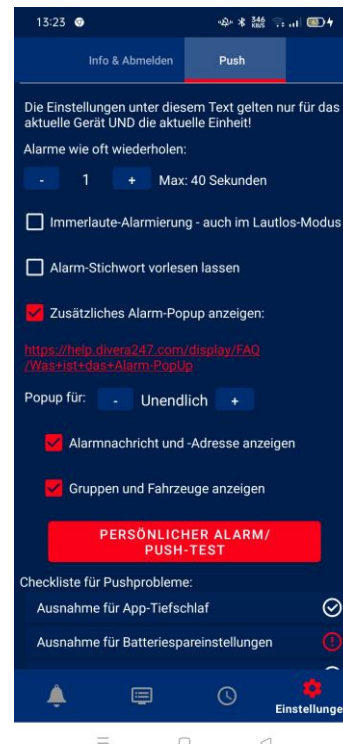 13:23
346
KB/S
Info & Abmelden
Push
Die Einstellungen unter diesem Text gelten nur für das
aktuelle Gerät UND die aktuelle Einheit!
Alarme wie oft wiederholen:
- 1 + Max: 40 Sekunden
Immerlaute-Alarmierung - auch im Lautlos-Modus
Alarm-Stichwort vorlesen lassen
Zusätzliches Alarm-Popup anzeigen:
https://help.divera247.com/display/FAQ
/Was+ist+das+Alarm-PopUp
Popup für: - Unendlich +
Alarmnachricht und -Adresse anzeigen
Gruppen und Fahrzeuge anzeigen
PERSÖNLICHER ALARM/
PUSH-TEST
Checkliste für Pushprobleme:
Ausnahme für App-Tiefschlaf
Ausnahme für Batteriespareinstellungen
Einstellunge